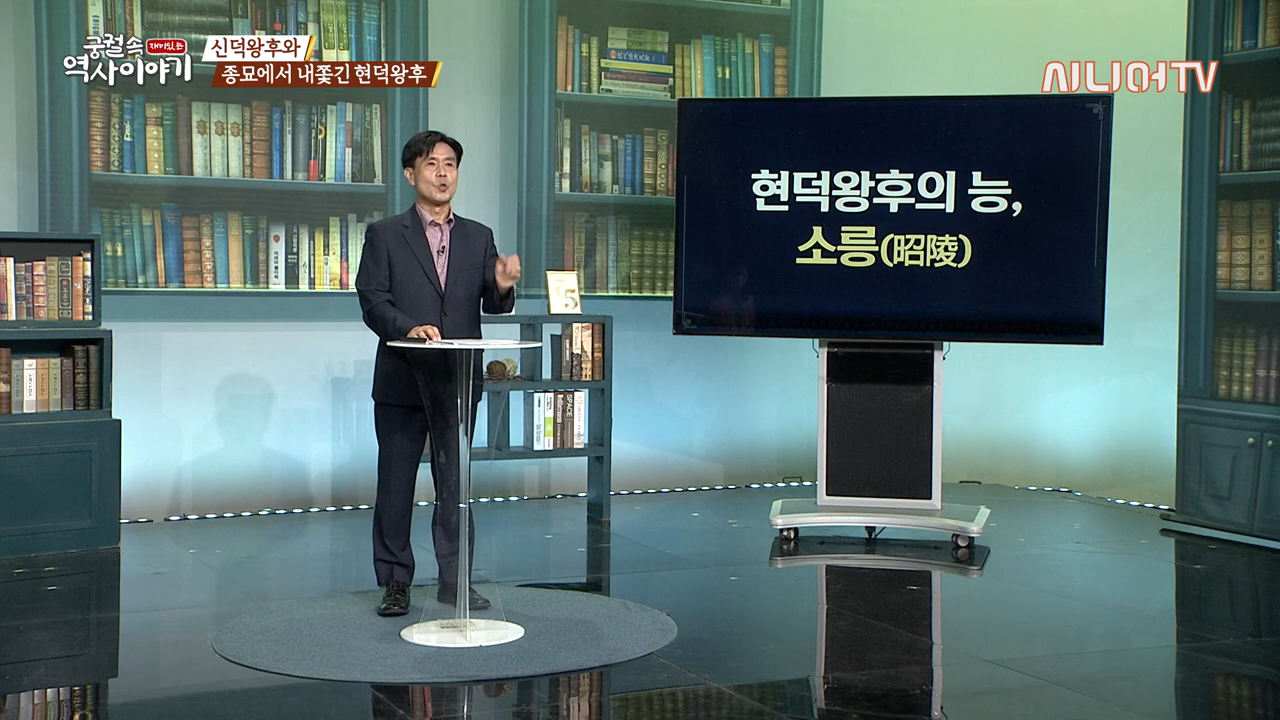 궁궐 속 재미있는
역사이야기
신덕왕후와
종묘에서 내쫓긴 현덕왕후
시니어TV
현덕왕후의 능,
소릉(昭陵)
5
SPACE